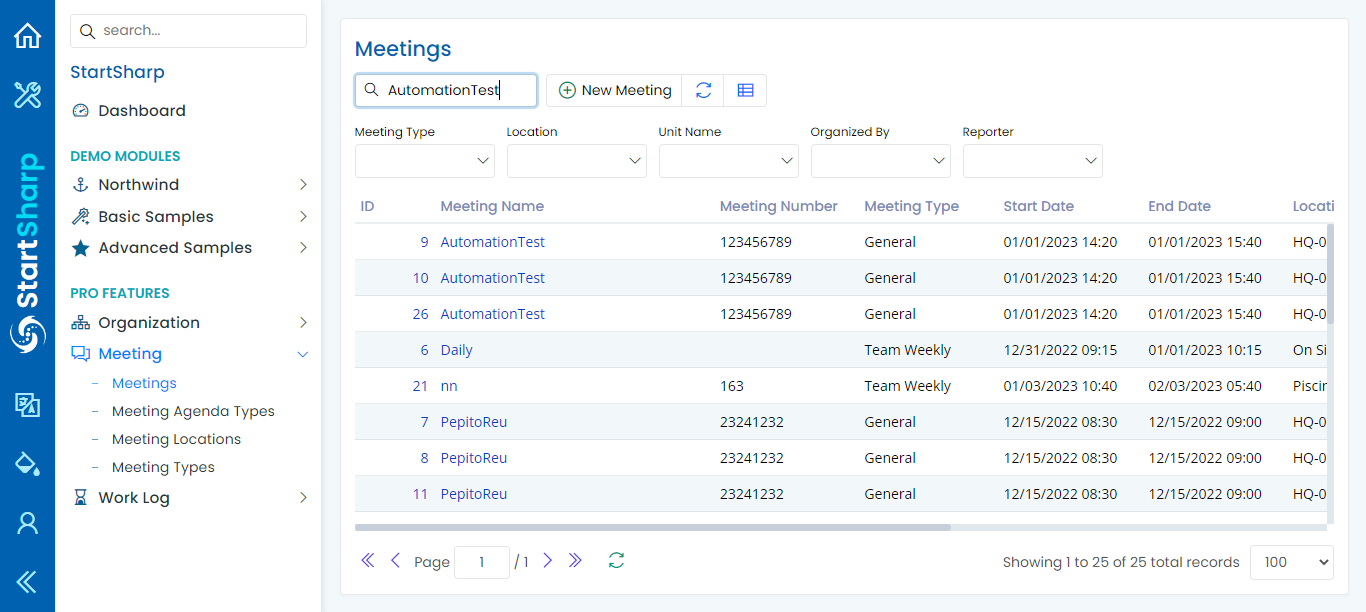 search...
StartSharp
Dashboard
DEMO MODULES
Northwind
Basic Samples
Advanced Samples
PRO FEATURES
Organization
Meeting
Meetings
Meeting Agenda Types
Meeting Locations
Meeting Types
Work Log
StartSharp
Meetings
AutomationTest
New Meeting
Meeting Type Location Unit Name Organized By Reporter
ID Meeting Name Meeting Number Meeting Type Start Date End Date Locati
9 AutomationTest 123456789 General 01/01/2023 14:20 01/01/2023 15:40 HQ-0
10 AutomationTest 123456789 General 01/01/2023 14:20 01/01/2023 15:40 HQ-0
26 AutomationTest 123456789 General 01/01/2023 14:20 01/01/2023 15:40 HQ-0
6 Daily Team Weekly 12/31/2022 09:15 01/01/2023 10:15 On Si
21 nn 163 Team Weekly 01/03/2023 10:40 02/03/2023 05:40 Piscin
7 PepitoReu 23241232 General 12/15/2022 08:30 12/15/2022 09:00 HQ-0
8 PepitoReu 23241232 General 12/15/2022 08:30 12/15/2022 09:00 HQ-0
11 PepitoReu 23241232 General 12/15/2022 08:30 12/15/2022 09:00 HQ-0
Page 1 / 1 Showing 1 to 25 of 25 total records 100